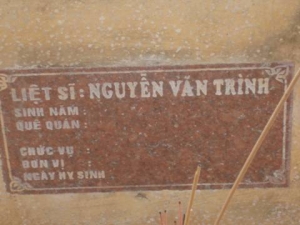 LIỆT SĨ : NGUYỄN VĂN TRÌNH
SINH NĂM :
QUÊ QUÁN :
CHỨC VỤ :
ĐƠN VỊ :
NGÀY HY SINH